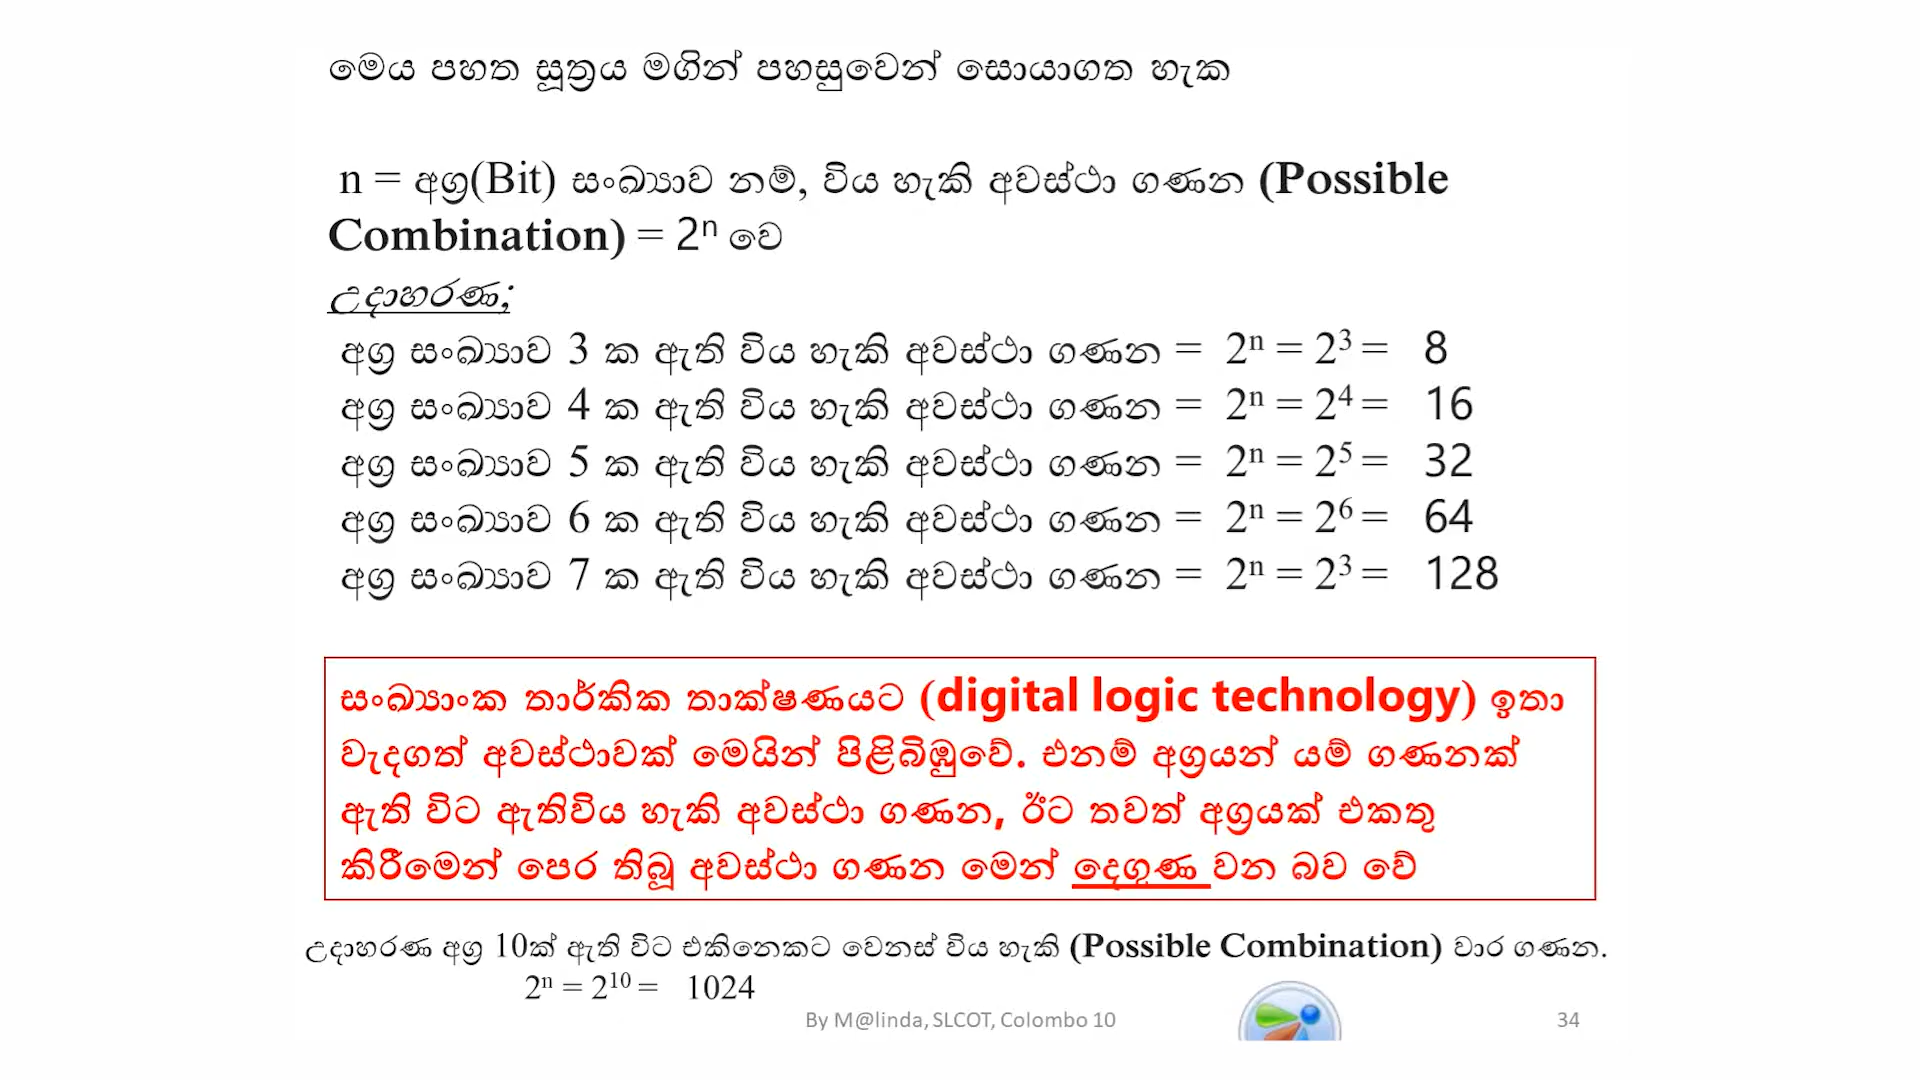 මෙය පහත සූත්‍රය මගින් පහසුවෙන් සොයාගත හැක
n = අග්‍ර(Bit) සංඛ්‍යාව නම්, විය හැකි අවස්ථා ගණන (Possible
Combination) = 2ⁿ වෙ
උදාහරණ;
අග්‍ර සංඛ්‍යාව 3 ක ඇති විය හැකි අවස්ථා ගණන = 2ⁿ = 2³ = 8
අග්‍ර සංඛ්‍යාව 4 ක ඇති විය හැකි අවස්ථා ගණන = 2ⁿ = 2⁴ = 16
අග්‍ර සංඛ්‍යාව 5 ක ඇති විය හැකි අවස්ථා ගණන = 2ⁿ = 2⁵ = 32
අග්‍ර සංඛ්‍යාව 6 ක ඇති විය හැකි අවස්ථා ගණන = 2ⁿ = 2⁶ = 64
අග්‍ර සංඛ්‍යාව 7 ක ඇති විය හැකි අවස්ථා ගණන = 2ⁿ = 2³ = 128
සංඛ්‍යාංක තාර්කික තාක්ෂණයට (digital logic technology) ඉතා
වැදගත් අවස්ථාවක් මෙයින් පිළිබිඹුවේ. එනම් අග්‍රයන් යම් ගණනක්
ඇති විට ඇතිවිය හැකි අවස්ථා ගණන, ඊට තවත් අග්‍රයක් එකතු
කිරීමෙන් පෙර තිබූ අවස්ථා ගණන මෙන් දෙගුණ වන බව වේ
උදාහරණ අග්‍ර 10ක් ඇති විට එකිනෙකට වෙනස් විය හැකි (Possible Combination) වාර ගණන.
2ⁿ = 2¹⁰ = 1024
By M@linda, SLCOT, Colombo 10
34